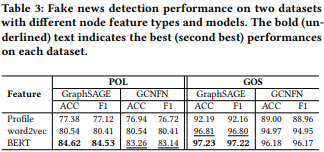 Table 3: Fake news detection performance on two datasets
with different node feature types and models. The bold (un-
derlined) text indicates the best (second best) performances
on each dataset.
POL GOS
Feature GraphSAGE GCNFN GraphSAGE GCNFN
ACC F1 ACC F1 ACC F1 ACC F1
Profile 77.38 77.12 76.94 76.72 92.19 92.16 89.00 88.96
word2vec 80.54 80.41 80.54 80.41 96.81 96.80 94.97 94.95
BERT 84.62 84.53 83.26 83.14 97.23 97.22 96.18 96.17